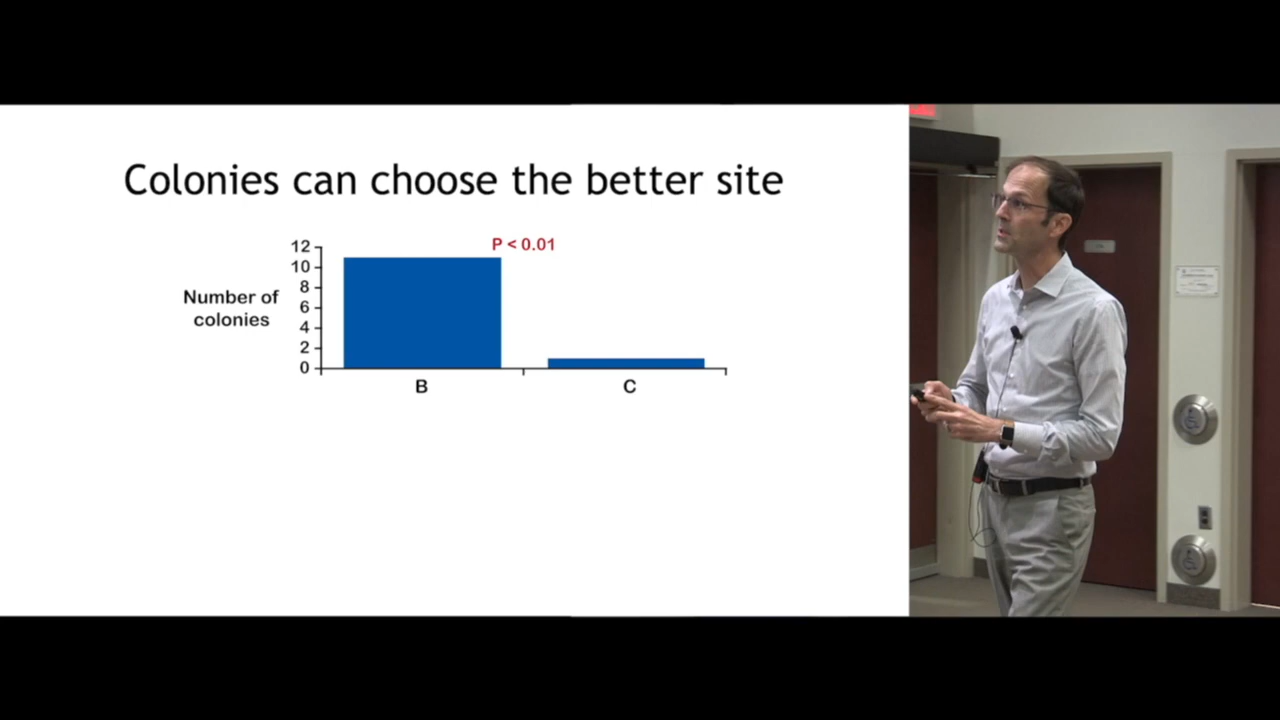 Colonies can choose the better site
P < 0.01
12
10
8
6
4
2
0
Number of
colonies
B
C